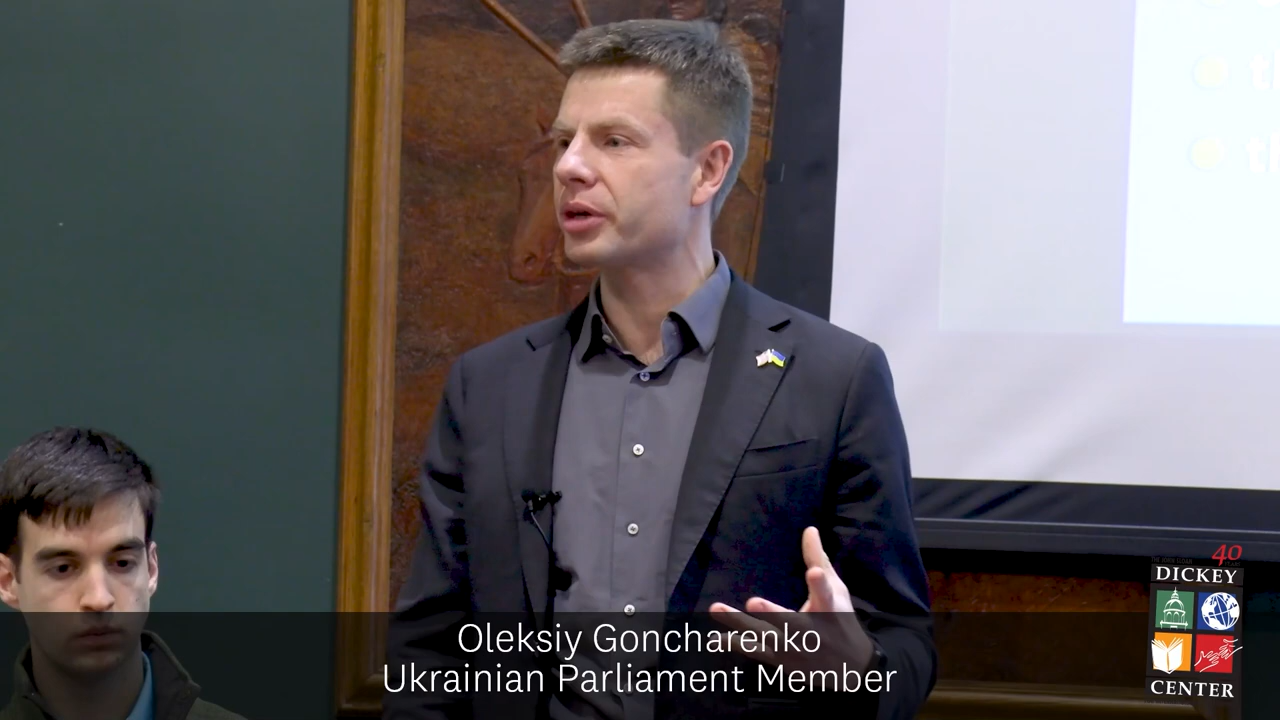 40
DICKEY
CENTER
Oleksiy Goncharenko
Ukrainian Parliament Member